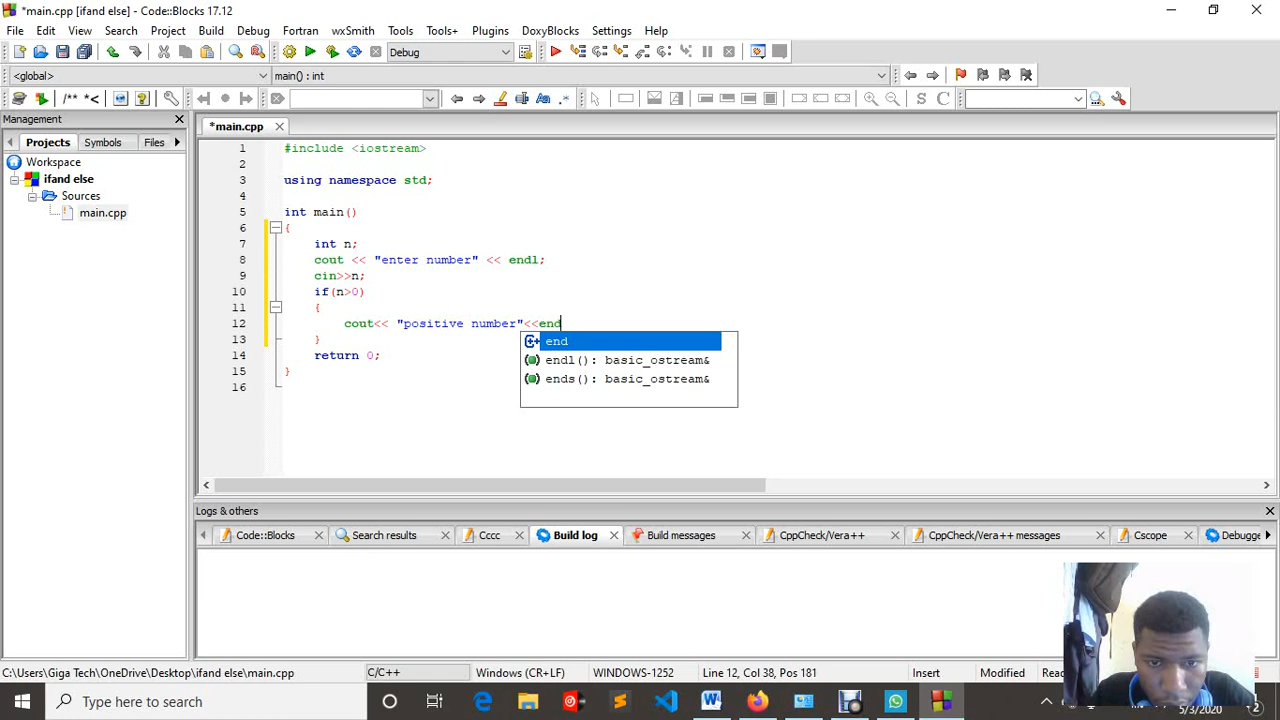 *main.cpp [ifand else] - Code::Blocks 17.12
File Edit View Search Project Build Debug Fortran wxSmith Tools Tools+ Plugins DoxyBlocks Settings Help
Debug
<global> main() : int
/** *< Aa .* S C
Management
Projects Symbols Files
Workspace
ifand else
Sources
main.cpp
*main.cpp
1 #include <iostream>
2
3 using namespace std;
4
5 int main()
6 {
7 int n;
8 cout << "enter number" << endl;
9 cin>>n;
10 if(n>0)
11 {
12 cout<< "positive number"<<end
13 }
14 return 0;
15 }
16
end
endl(): basic_ostream&
ends(): basic_ostream&
Logs & others
Code::Blocks Search results Cccc Build log Build messages CppCheck/Vera++ CppCheck/Vera++ messages Cscope Debugge
C:\Users\Giga Tech\OneDrive\Desktop\ifand else\main.cpp C/C++ Windows (CR+LF) WINDOWS-1252 Line 12, Col 38, Pos 181 Insert Modified Rea
Type here to search
5/3/2020
2